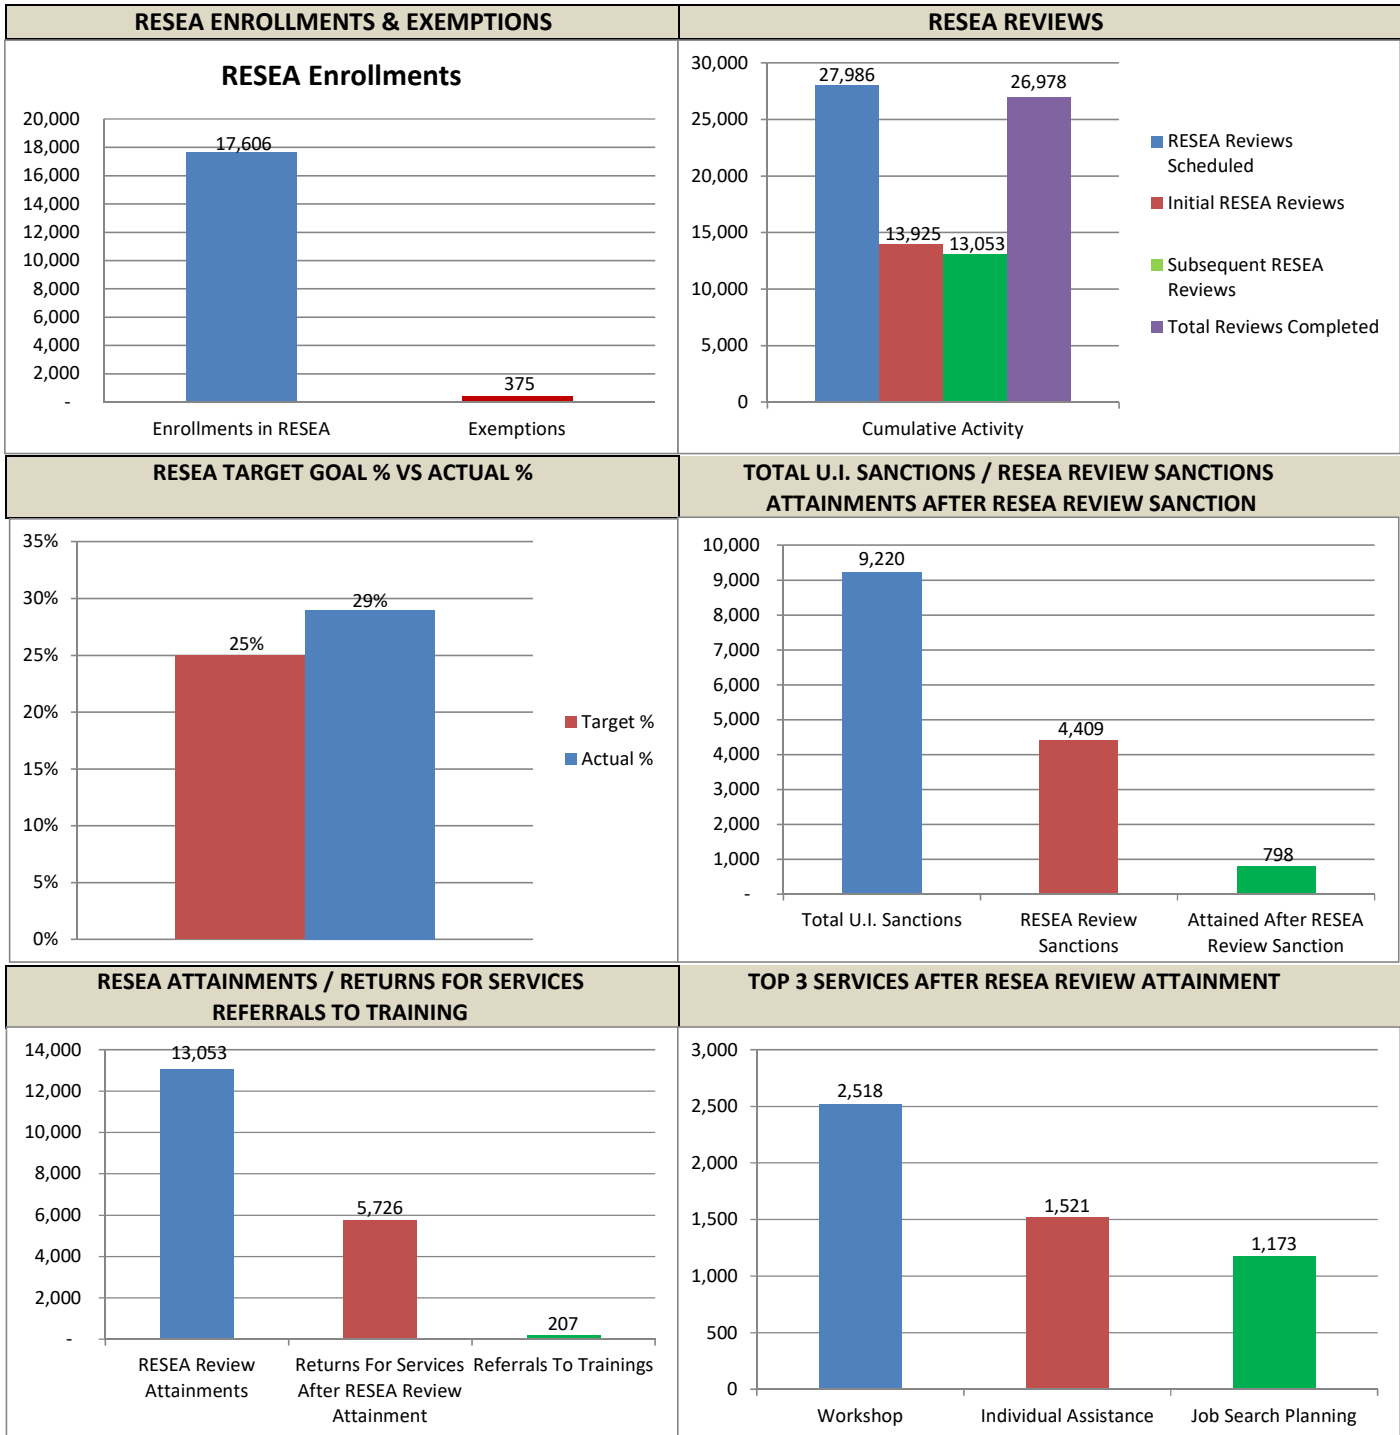 RESEA ENROLLMENTS & EXEMPTIONS
RESEA Enrollments
20,000
18,000
16,000
14,000
12,000
10,000
8,000
6,000
4,000
2,000
-
17,606
375
Enrollments in RESEA
Exemptions
RESEA REVIEWS
30,000
25,000
20,000
15,000
10,000
5,000
0
27,986
13,925
13,053
26,978
Cumulative Activity
RESEA Reviews
Scheduled
Initial RESEA Reviews
Subsequent RESEA
Reviews
Total Reviews Completed
RESEA TARGET GOAL % VS ACTUAL %
35%
30%
25%
20%
15%
10%
5%
0%
25%
29%
Target %
Actual %
TOTAL U.I. SANCTIONS / RESEA REVIEW SANCTIONS
ATTAINMENTS AFTER RESEA REVIEW SANCTION
10,000
9,000
8,000
7,000
6,000
5,000
4,000
3,000
2,000
1,000
-
9,220
4,409
798
Total U.I. Sanctions
RESEA Review
Sanctions
Attained After RESEA
Review Sanction
RESEA ATTAINMENTS / RETURNS FOR SERVICES
REFERRALS TO TRAINING
14,000
12,000
10,000
8,000
6,000
4,000
2,000
-
13,053
5,726
207
RESEA Review
Attainments
Returns For Services
After RESEA Review
Attainment
Referrals To Trainings
TOP 3 SERVICES AFTER RESEA REVIEW ATTAINMENT
3,000
2,500
2,000
1,500
1,000
500
0
2,518
1,521
1,173
Workshop
Individual Assistance
Job Search Planning